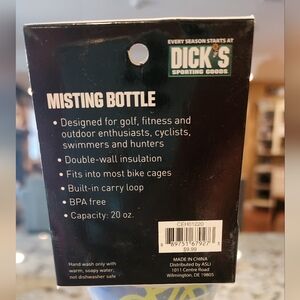 EVERY SEASON STARTS AT
DICK'S
SPORTING GOODS
MISTING BOTTLE
• Designed for golf, fitness and
outdoor enthusiasts, cyclists,
swimmers and hunters
• Double-wall insulation
• Fits into most bike cages
• Built-in carry loop
• BPA free
• Capacity: 20 oz.
CEH01220
$9.99
Hand wash only with
warm, soapy water;
not dishwasher safe
MADE IN CHINA
Distributed by ASLI
1011 Centre Road
Wilmington, DE 19805